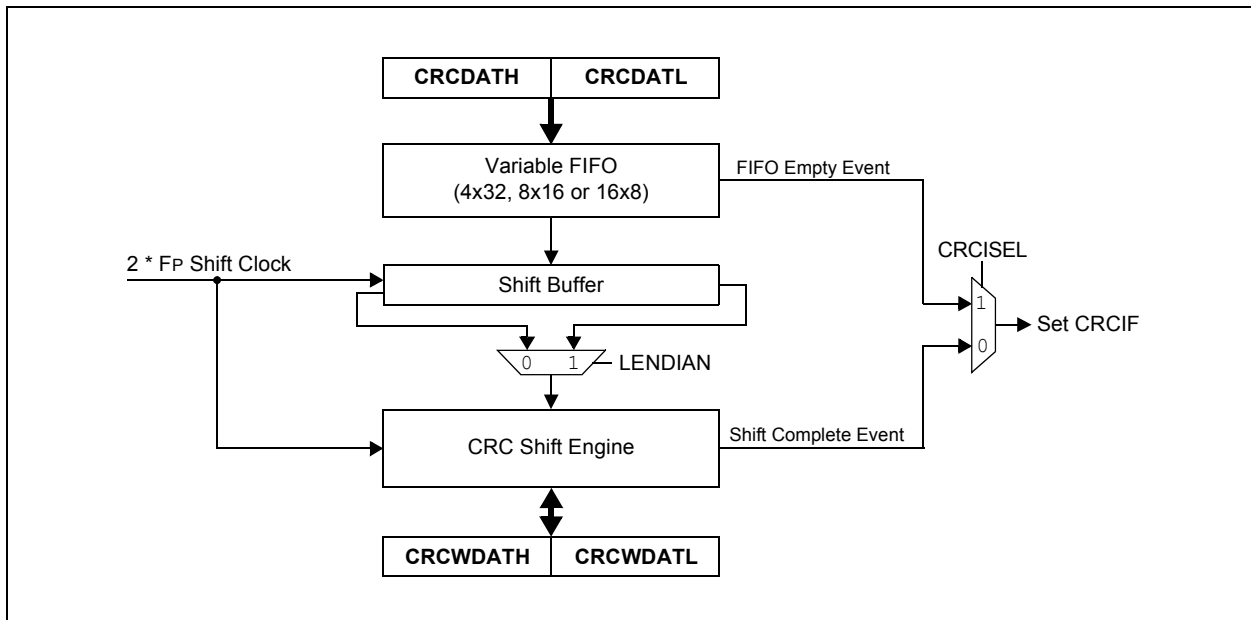 CRCDATH CRCDATL
Variable FIFO
(4x32, 8x16 or 16x8)
FIFO Empty Event
2 * FP Shift Clock
CRCISEL
Shift Buffer
1
Set CRCIF
0
0 1
LENDIAN
CRC Shift Engine
Shift Complete Event
CRCWDATH CRCWDATL